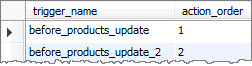 trigger_name action_order
before_products_update 1
before_products_update_2 2